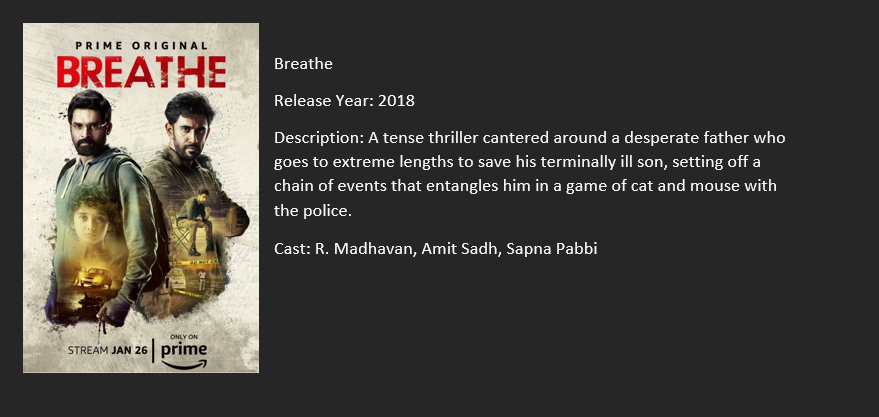 PRIME ORIGINAL
BREATHE
STREAM JAN 26
ONLY ON
prime
Breathe
Release Year: 2018
Description: A tense thriller cantered around a desperate father who
goes to extreme lengths to save his terminally ill son, setting off a
chain of events that entangles him in a game of cat and mouse with
the police.
Cast: R. Madhavan, Amit Sadh, Sapna Pabbi